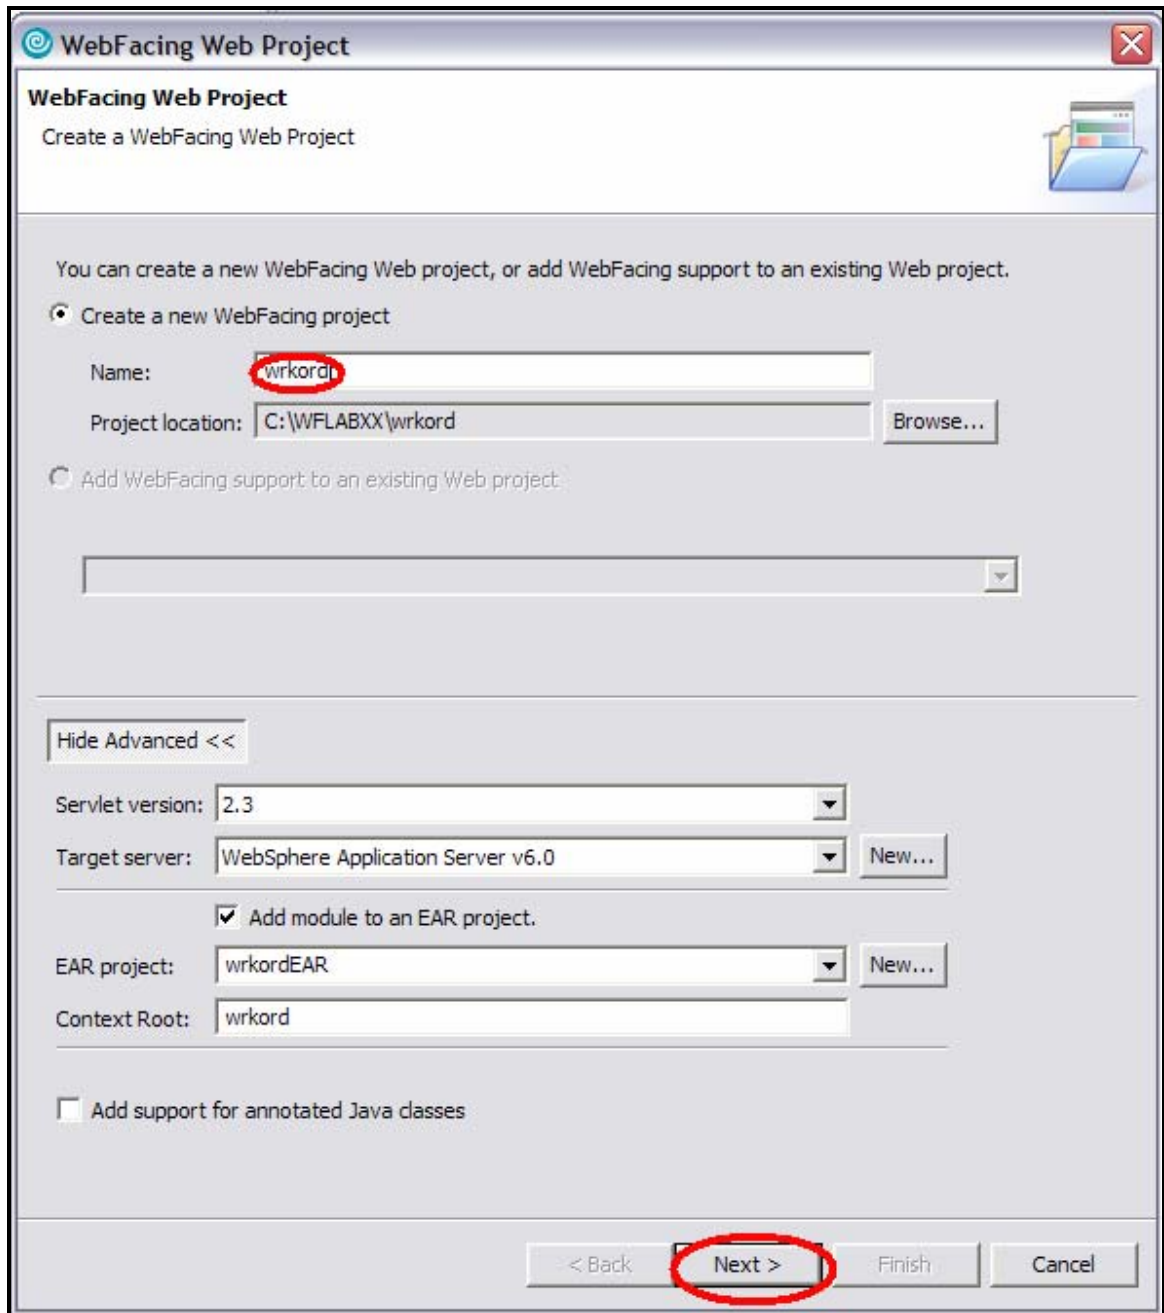 WebFacing Web Project
WebFacing Web Project
Create a WebFacing Web Project
You can create a new WebFacing Web project, or add WebFacing support to an existing Web project.
Create a new WebFacing project
Name: wrkord
Project location: C:\WFLABXX\wrkord Browse...
Add WebFacing support to an existing Web project
Hide Advanced <<
Servlet version: 2.3
Target server: WebSphere Application Server v6.0 New...
Add module to an EAR project.
EAR project: wrkordEAR New...
Context Root: wrkord
Add support for annotated Java classes
< Back Next > Finish Cancel